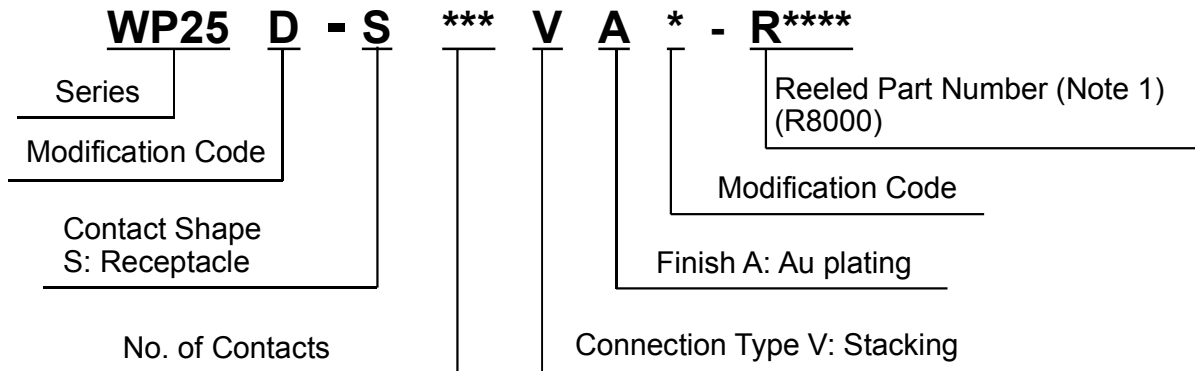 WP25 D - S *** V A * - R****
Series
Reeled Part Number (Note 1)
(R8000)
Modification Code
Modification Code
Contact Shape
S: Receptacle
Finish A: Au plating
No. of Contacts
Connection Type V: Stacking